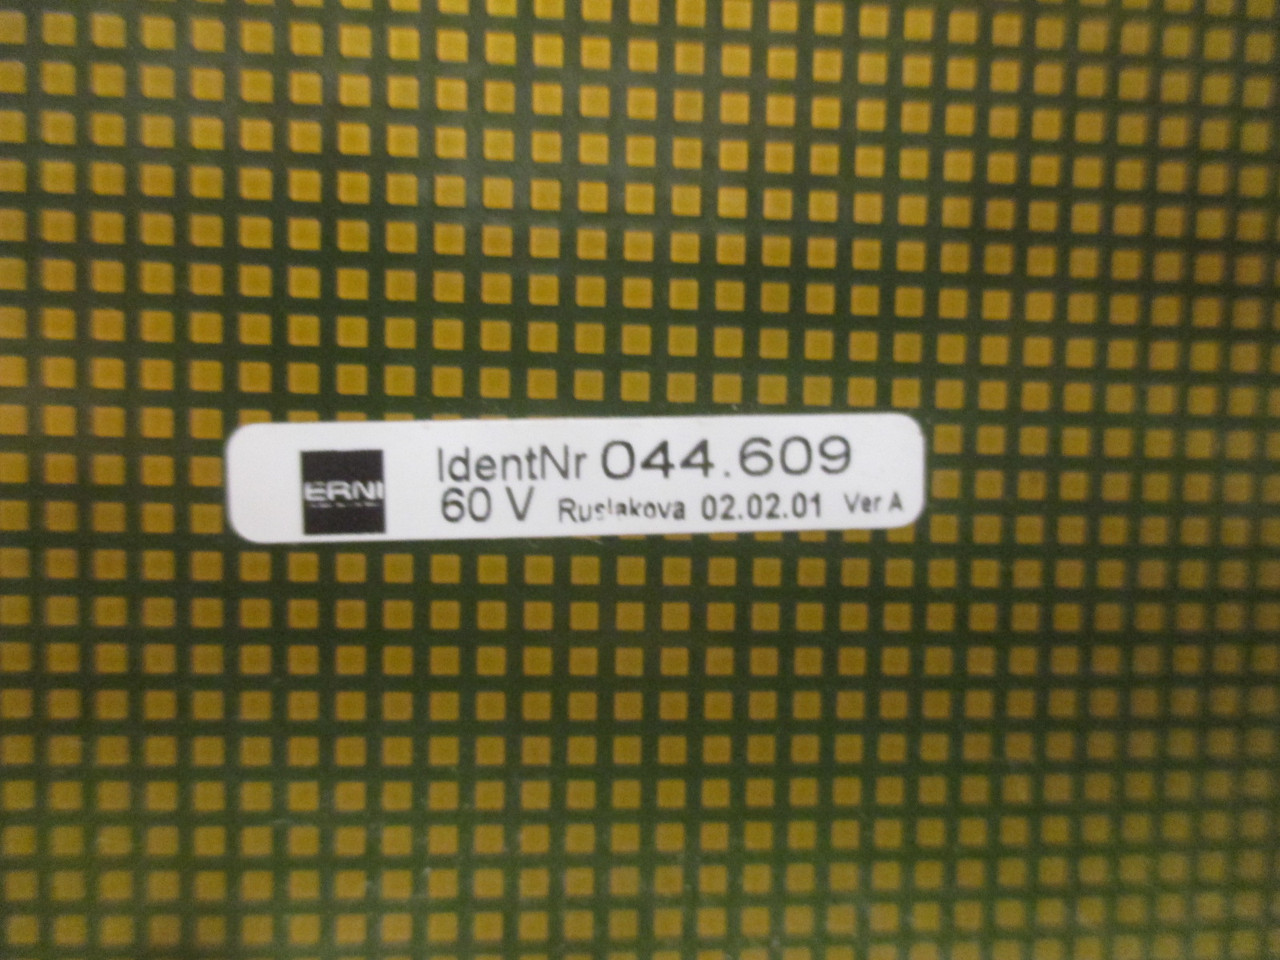 ERNI
IdentNr 044.609
60 V Ruslakova 02.02.01 Ver A